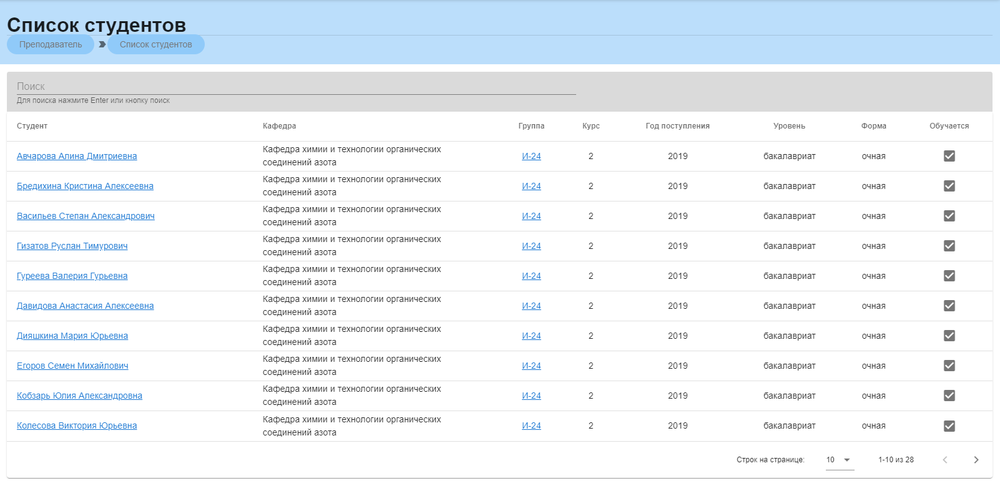 Список студентов
Преподаватель Список студентов
Поиск
Для поиска нажмите Enter или кнопку поиск
Студент Кафедра Группа Курс Год поступления Уровень Форма Обучается
Авчарова Алина Дмитриевна Кафедра химии и технологии органических соединений азота И-24 2 2019 бакалавриат очная
Бредихина Кристина Алексеевна Кафедра химии и технологии органических соединений азота И-24 2 2019 бакалавриат очная
Васильев Степан Александрович Кафедра химии и технологии органических соединений азота И-24 2 2019 бакалавриат очная
Гизатов Руслан Тимурович Кафедра химии и технологии органических соединений азота И-24 2 2019 бакалавриат очная
Гуреева Валерия Гурьевна Кафедра химии и технологии органических соединений азота И-24 2 2019 бакалавриат очная
Давидова Анастасия Алексеевна Кафедра химии и технологии органических соединений азота И-24 2 2019 бакалавриат очная
Дияшкина Мария Юрьевна Кафедра химии и технологии органических соединений азота И-24 2 2019 бакалавриат очная
Егоров Семен Михайлович Кафедра химии и технологии органических соединений азота И-24 2 2019 бакалавриат очная
Кобзарь Юлия Александровна Кафедра химии и технологии органических соединений азота И-24 2 2019 бакалавриат очная
Колесова Виктория Юрьевна Кафедра химии и технологии органических соединений азота И-24 2 2019 бакалавриат очная
Строк на странице: 10 1-10 из 28